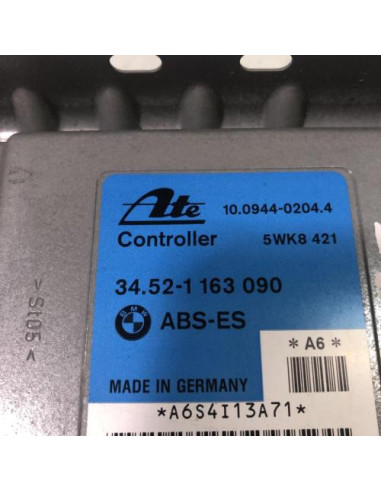 Ate 10.0944-0204.4
Controller 5WK8 421
34.52-1 163 090
BMW ABS-ES
*A6*
MADE IN GERMANY
*A6S4I13A71*
>St05<